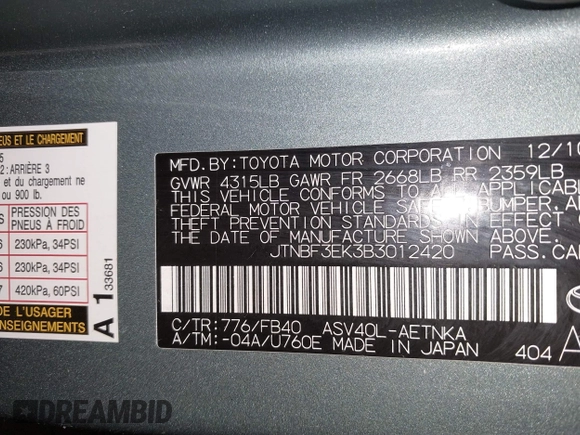 NEUS ET LE CHARGEMENT
5
2 : ARRIÈRE 3
et du chargement ne
ou 900 lb.
PRESSION DES
PNEUS À FROID
230kPa, 34PSI
230kPa, 34PSI
420kPa, 60PSI
DE L'USAGER
A 1 33681
MFD. BY: TOYOTA MOTOR CORPORATION 12/10
GVWR 4315LB GAWR FR 2668LB RR 2359LB
THIS VEHICLE CONFORMS TO ALL APPLICABLE
FEDERAL MOTOR VEHICLE SAFETY, BUMPER, AND
THEFT PREVENTION STANDARDS IN EFFECT ON
THE DATE OF MANUFACTURE SHOWN ABOVE.
JTNBF3EK3B3012420 PASS.CAR
C/TR: 776/FB40 ASV40L-AETNKA
A/TM: -04A/U760E MADE IN JAPAN
404
DREAMBID